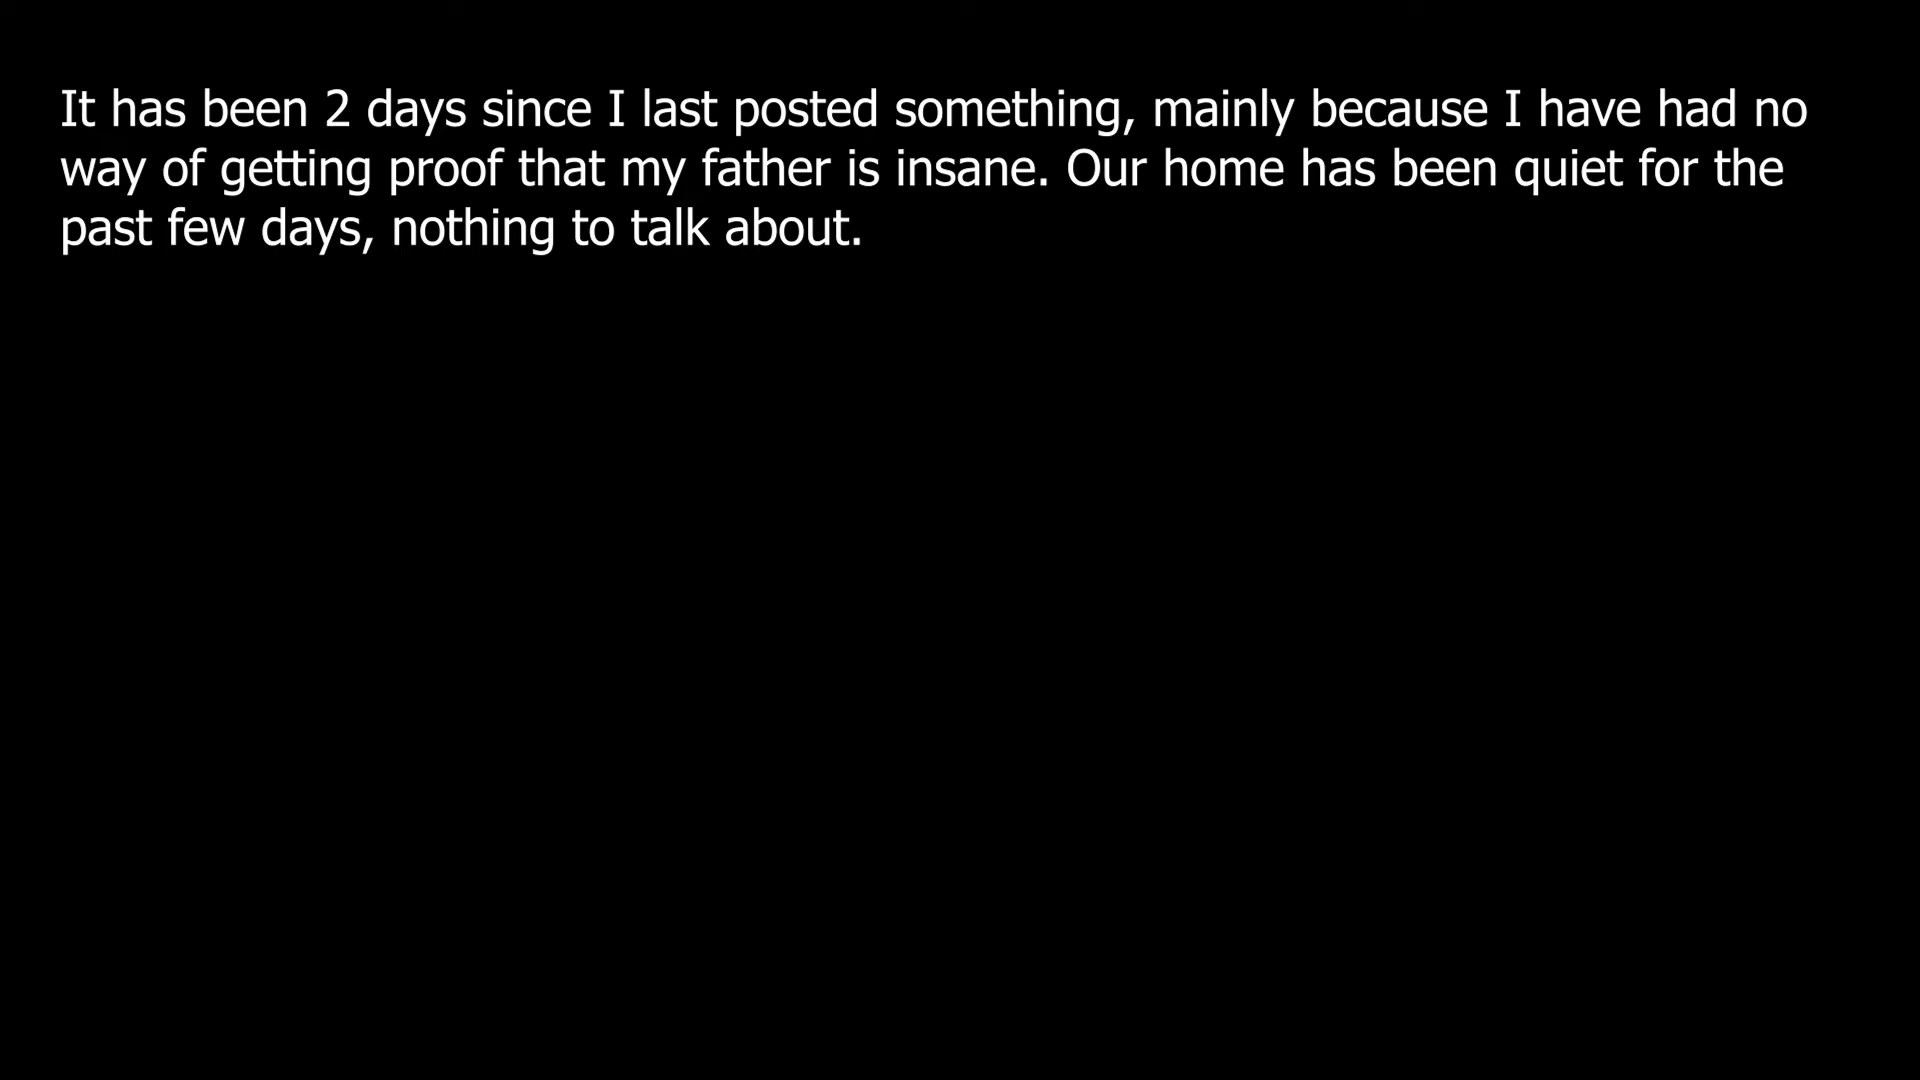 It has been 2 days since I last posted something, mainly because I have had no
way of getting proof that my father is insane. Our home has been quiet for the
past few days, nothing to talk about.